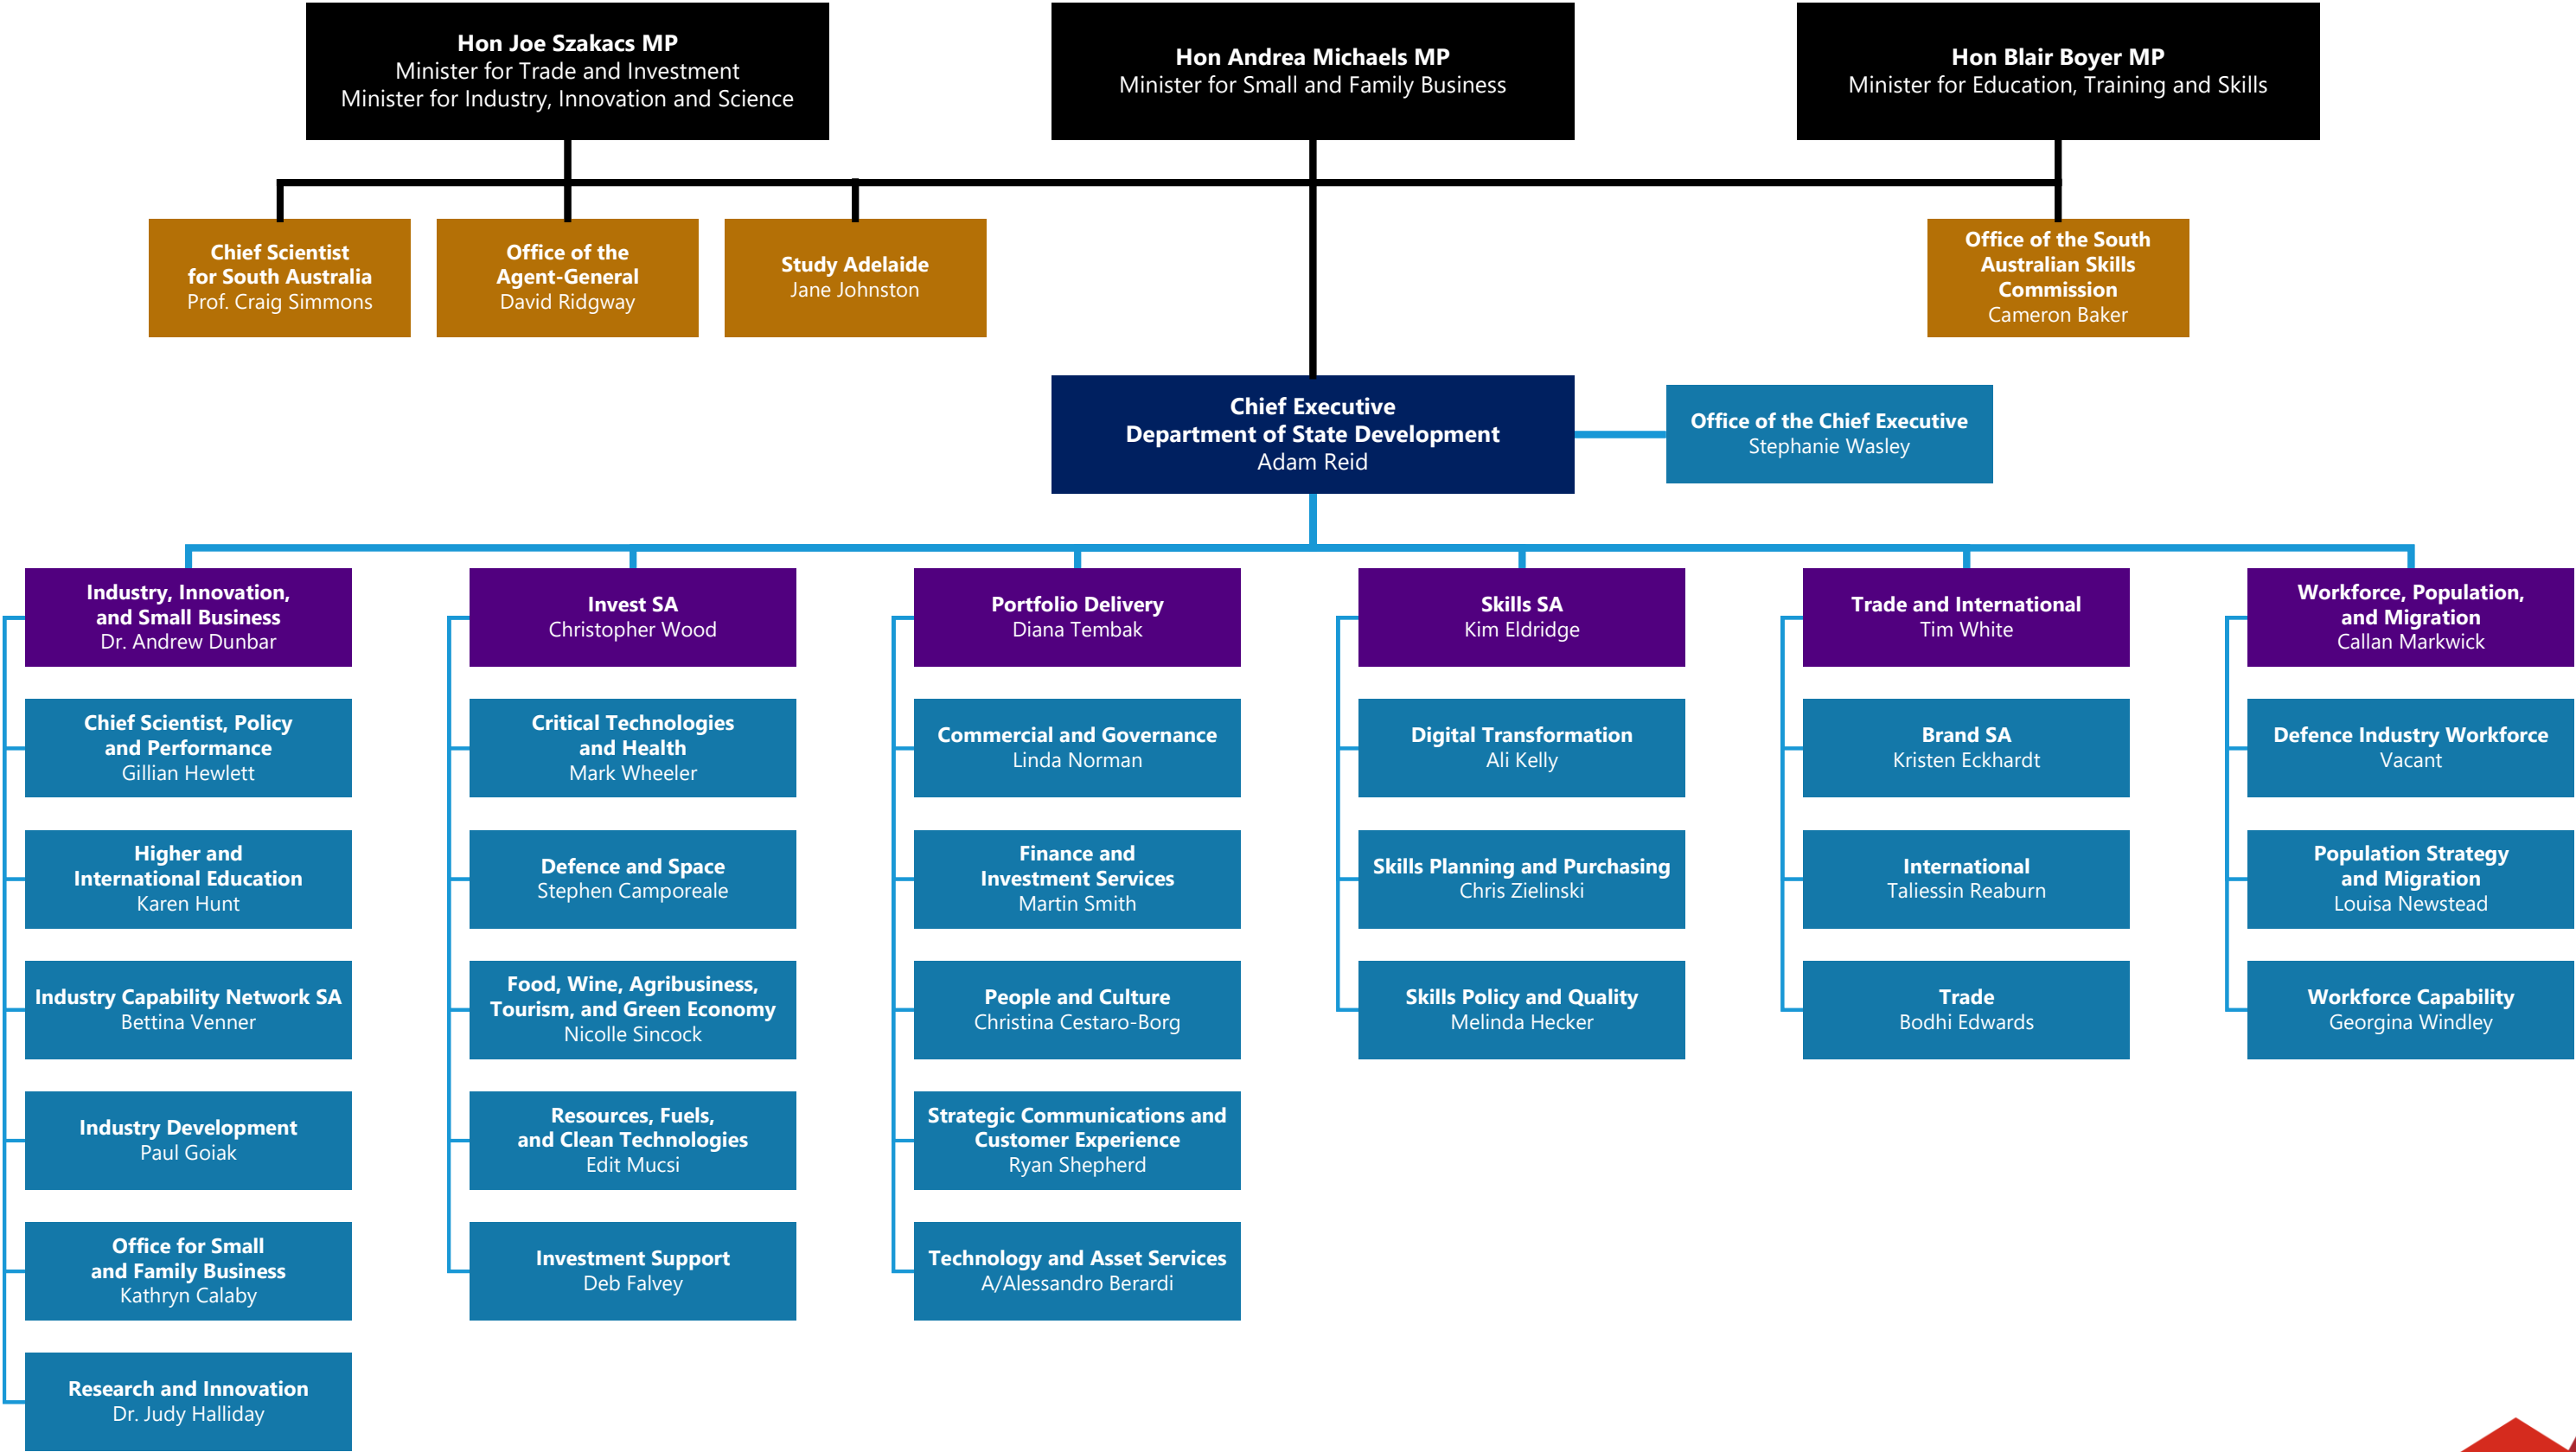 Hon Joe Szakacs MP
Minister for Trade and Investment
Minister for Industry, Innovation and Science
Hon Andrea Michaels MP
Minister for Small and Family Business
Hon Blair Boyer MP
Minister for Education, Training and Skills
Chief Scientist
for South Australia
Prof. Craig Simmons
Office of the
Agent-General
David Ridgway
Study Adelaide
Jane Johnston
Office of the South
Australian Skills
Commission
Cameron Baker
Chief Executive
Department of State Development
Adam Reid
Office of the Chief Executive
Stephanie Wasley
Industry, Innovation,
and Small Business
Dr. Andrew Dunbar
Chief Scientist, Policy
and Performance
Gillian Hewlett
Higher and
International Education
Karen Hunt
Industry Capability Network SA
Bettina Venner
Industry Development
Paul Goiak
Office for Small
and Family Business
Kathryn Calaby
Research and Innovation
Dr. Judy Halliday
Invest SA
Christopher Wood
Critical Technologies
and Health
Mark Wheeler
Defence and Space
Stephen Camporeale
Food, Wine, Agribusiness,
Tourism, and Green Economy
Nicolle Sincock
Resources, Fuels,
and Clean Technologies
Edit Mucsi
Investment Support
Deb Falvey
Portfolio Delivery
Diana Tembak
Commercial and Governance
Linda Norman
Finance and
Investment Services
Martin Smith
People and Culture
Christina Cestaro-Borg
Strategic Communications and
Customer Experience
Ryan Shepherd
Technology and Asset Services
A/Alessandro Berardi
Skills SA
Kim Eldridge
Digital Transformation
Ali Kelly
Skills Planning and Purchasing
Chris Zielinski
Skills Policy and Quality
Melinda Hecker
Trade and International
Tim White
Brand SA
Kristen Eckhardt
International
Taliessin Reaburn
Trade
Bodhi Edwards
Workforce, Population,
and Migration
Callan Markwick
Defence Industry Workforce
Vacant
Population Strategy
and Migration
Louisa Newstead
Workforce Capability
Georgina Windley